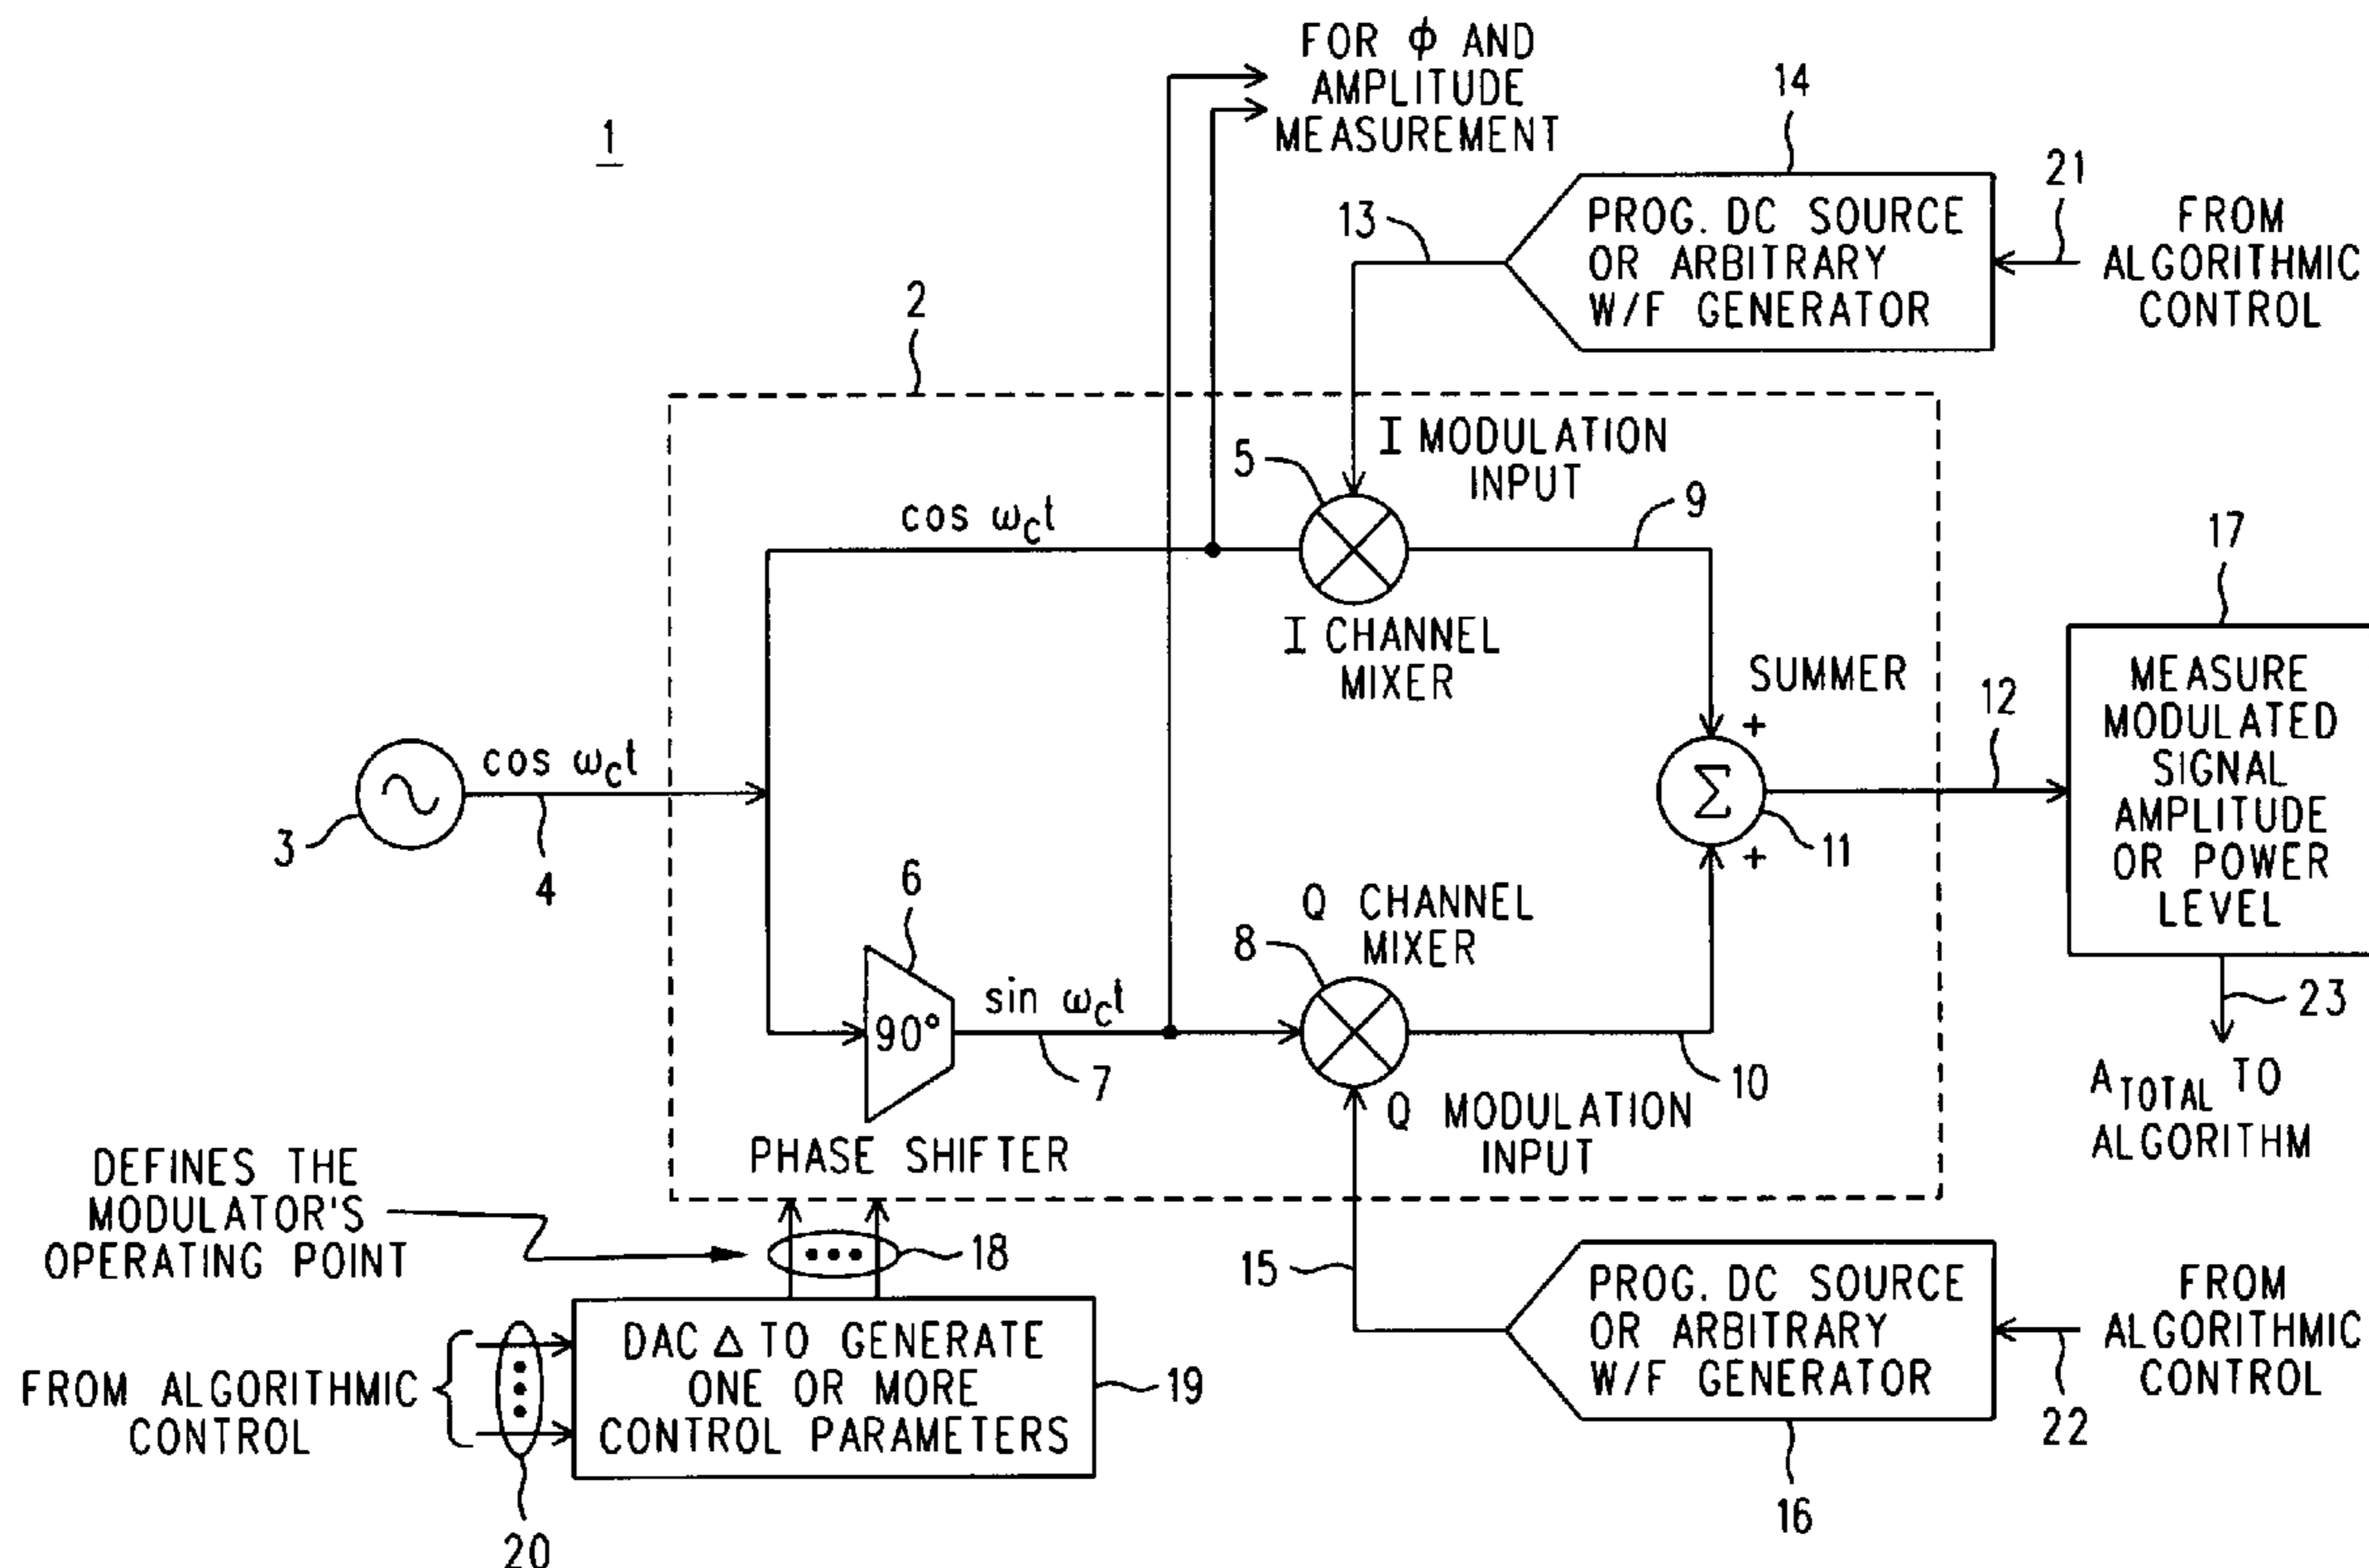 FOR ϕ AND
AMPLITUDE
MEASUREMENT
1
14
PROG. DC SOURCE
OR ARBITRARY
W/F GENERATOR
13
21
FROM
ALGORITHMIC
CONTROL
2
I MODULATION
INPUT
5
cos ωct
9
I CHANNEL
MIXER
SUMMER
+
Σ
+
11
12
17
MEASURE
MODULATED
SIGNAL
AMPLITUDE
OR POWER
LEVEL
23
ATOTAL TO
ALGORITHM
cos ωct
3
4
6
90°
sin ωct
7
Q CHANNEL
MIXER
8
10
Q MODULATION
INPUT
PHASE SHIFTER
DEFINES THE
MODULATOR'S
OPERATING POINT
18
DAC Δ TO GENERATE
ONE OR MORE
CONTROL PARAMETERS
19
FROM ALGORITHMIC
CONTROL
20
15
PROG. DC SOURCE
OR ARBITRARY
W/F GENERATOR
16
22
FROM
ALGORITHMIC
CONTROL